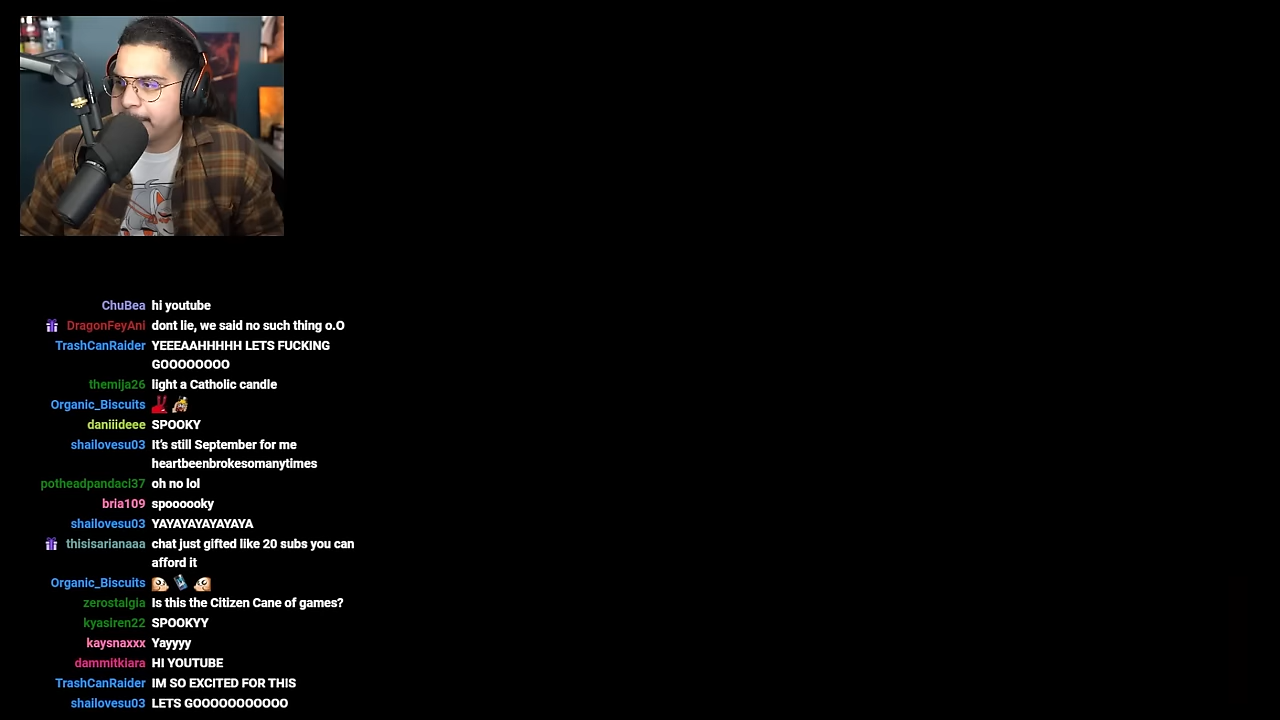 ChuBea hi youtube
DragonFeyAni dont lie, we said no such thing o.O
TrashCanRaider YEEEAAHHHHH LETS FUCKING
GOOOOOOOO
themija26 light a Catholic candle
Organic_Biscuits
daniiideee SPOOKY
shailovesu03 It's still September for me
heartbeenbrokesomanytimes
potheadpandaci37 oh no lol
bria109 spoooooky
shailovesu03 YAYAYAYAYAYAYA
thisisarianaaa chat just gifted like 20 subs you can
afford it
Organic_Biscuits
zerostalgia Is this the Citizen Cane of games?
kyasiren22 SPOOKYY
kaysnaxxx Yayyyy
dammitkiara HI YOUTUBE
TrashCanRaider IM SO EXCITED FOR THIS
shailovesu03 LETS GOOOOOOOOOOO